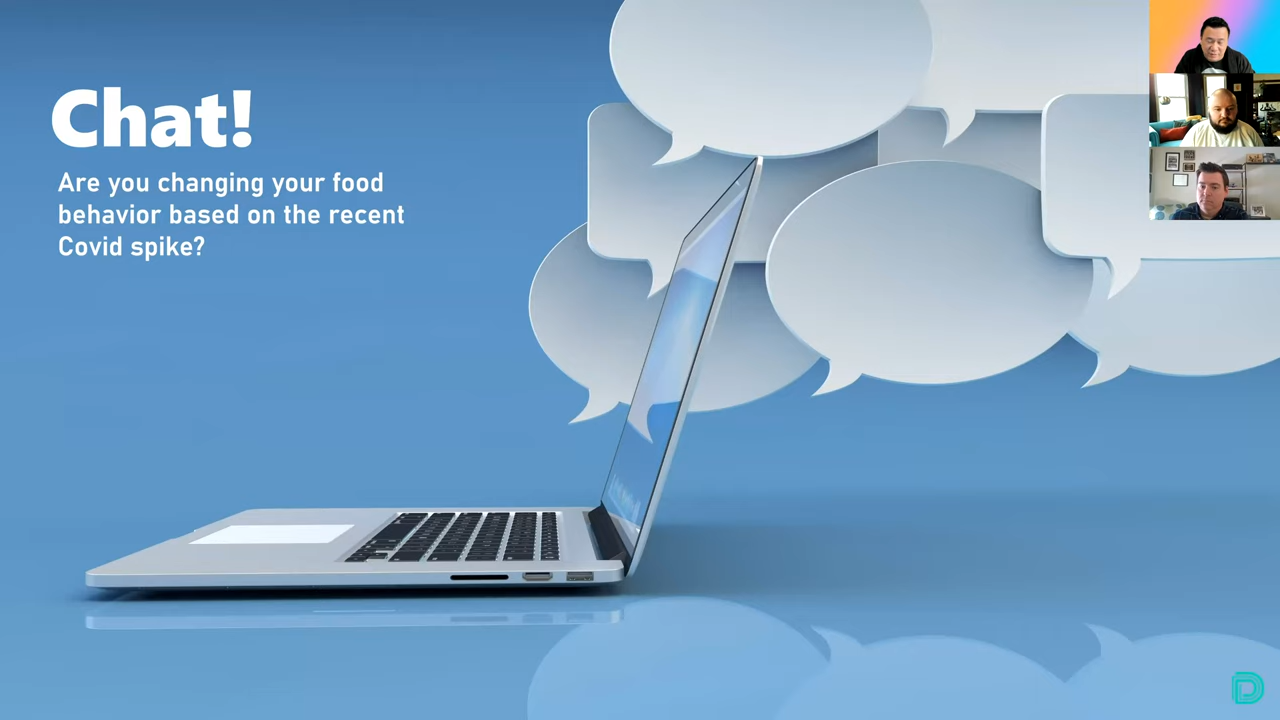 Chat!
Are you changing your food
behavior based on the recent
Covid spike?